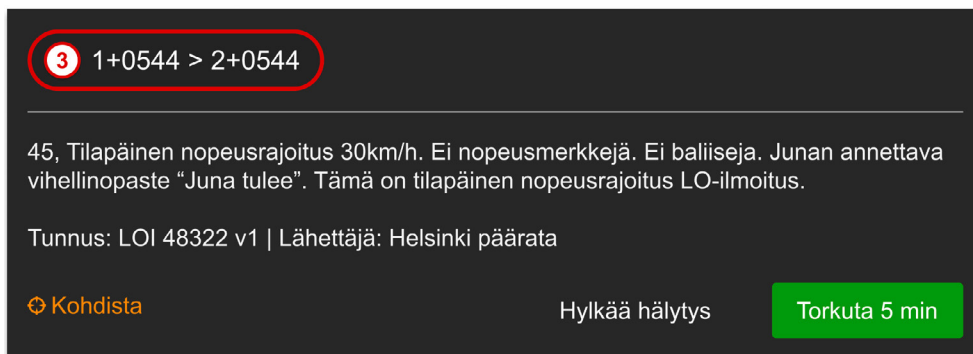 3 1+0544 > 2+0544
45, Tilapäinen nopeusrajoitus 30km/h. Ei nopeusmerkkejä. Ei baliiseja. Junan annettava
vihellinopaste “Juna tulee”. Tämä on tilapäinen nopeusrajoitus LO-ilmoitus.
Tunnus: LOI 48322 v1 | Lähettäjä: Helsinki päärata
Kohdista
Hylkää hälytys
Torkuta 5 min